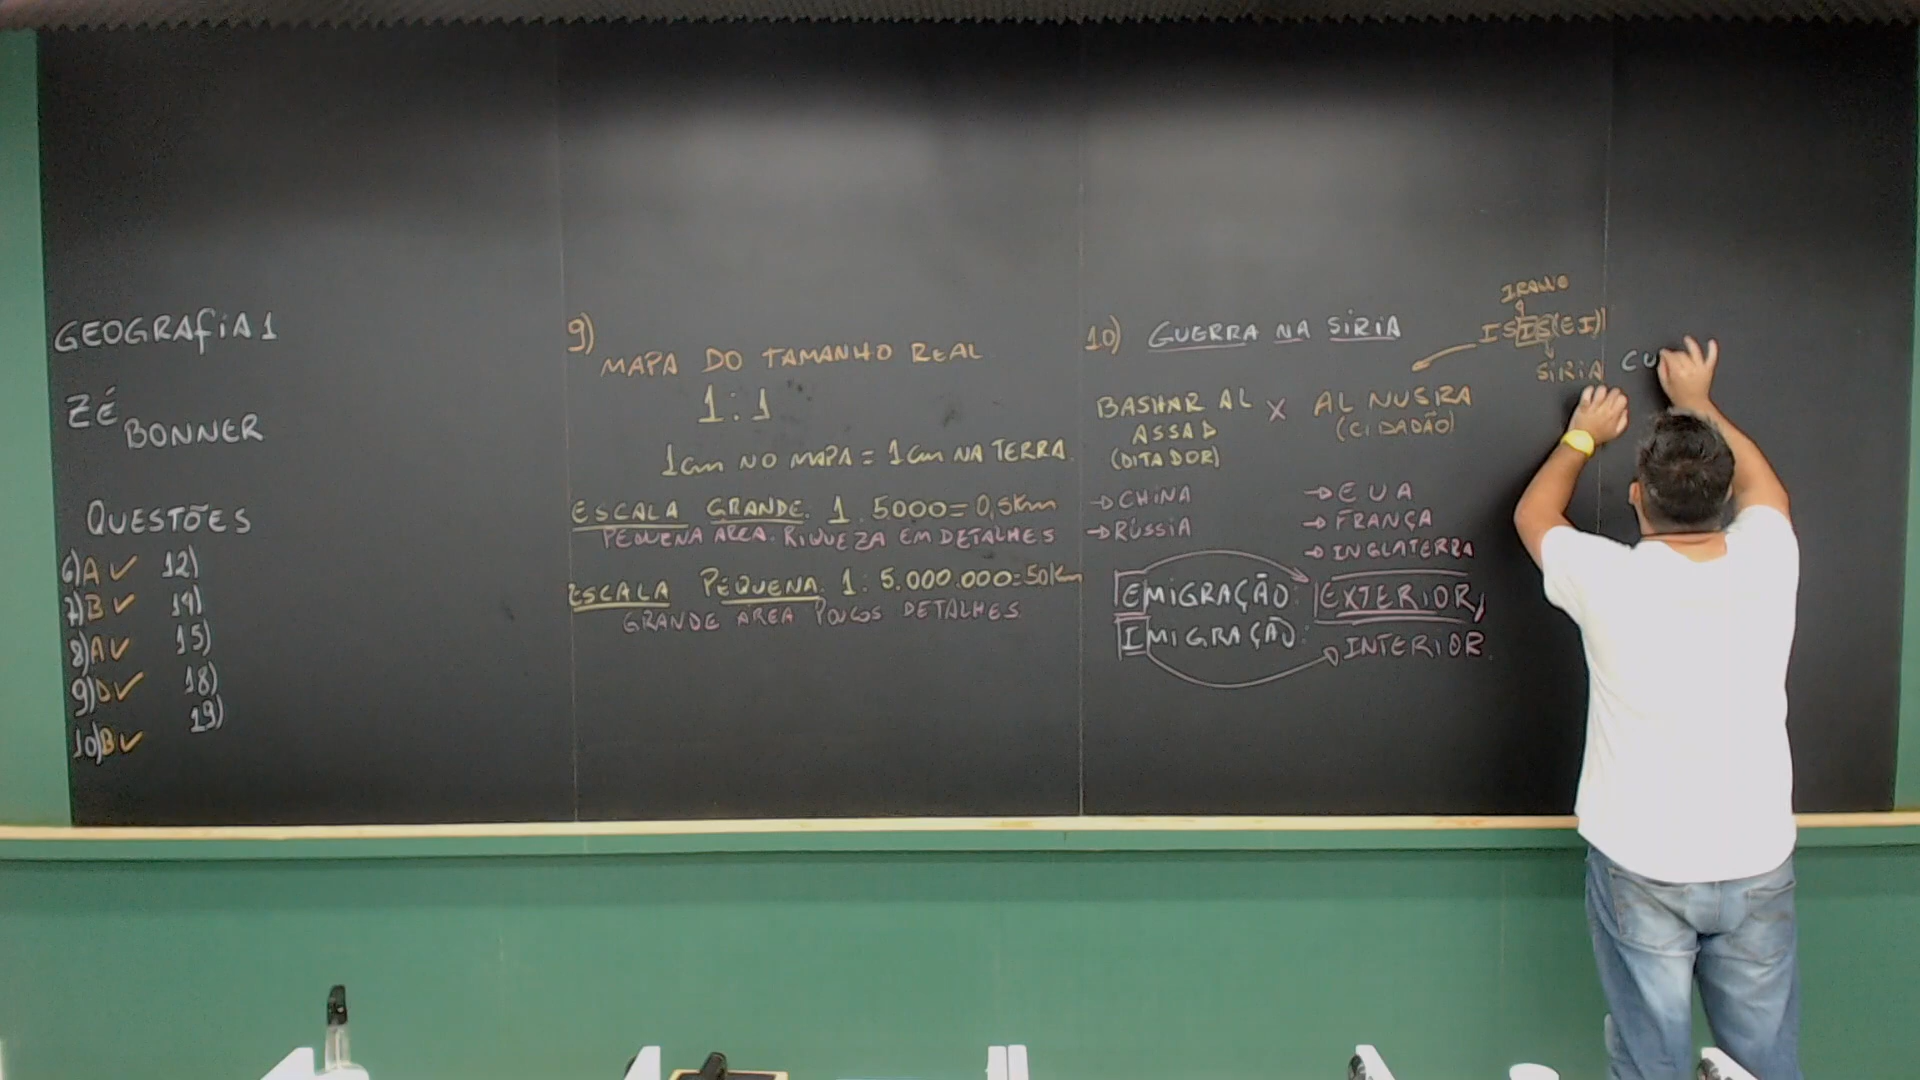 GEOGRAFIA 1
ZÉ
BONNER
QUESTÕES
6) A ✓ 12)
7) B ✓ 14)
8) A ✓ 15)
9) D ✓ 18)
10) B ✓ 19)
9)
MAPA DO TAMANHO REAL
1:1
1cm NO MAPA = 1cm NA TERRA.
ESCALA GRANDE. 1 5000 = 0,5km
PEQUENA ÁREA. RIQUEZA EM DETALHES
ESCALA PEQUENA. 1: 5.000.000 = 50km
GRANDE ÁREA POUCOS DETALHES
10) GUERRA NA SÍRIA
ISIS (EI)
SÍRIA
CU
BASHAR AL ASSAD (DITADOR) X AL NUSRA (CIDADÃO)
→ CHINA
→ RÚSSIA
→ EUA
→ FRANÇA
→ INGLATERRA
EMIGRAÇÃO: EXTERIOR,
IMIGRAÇÃO: INTERIOR.